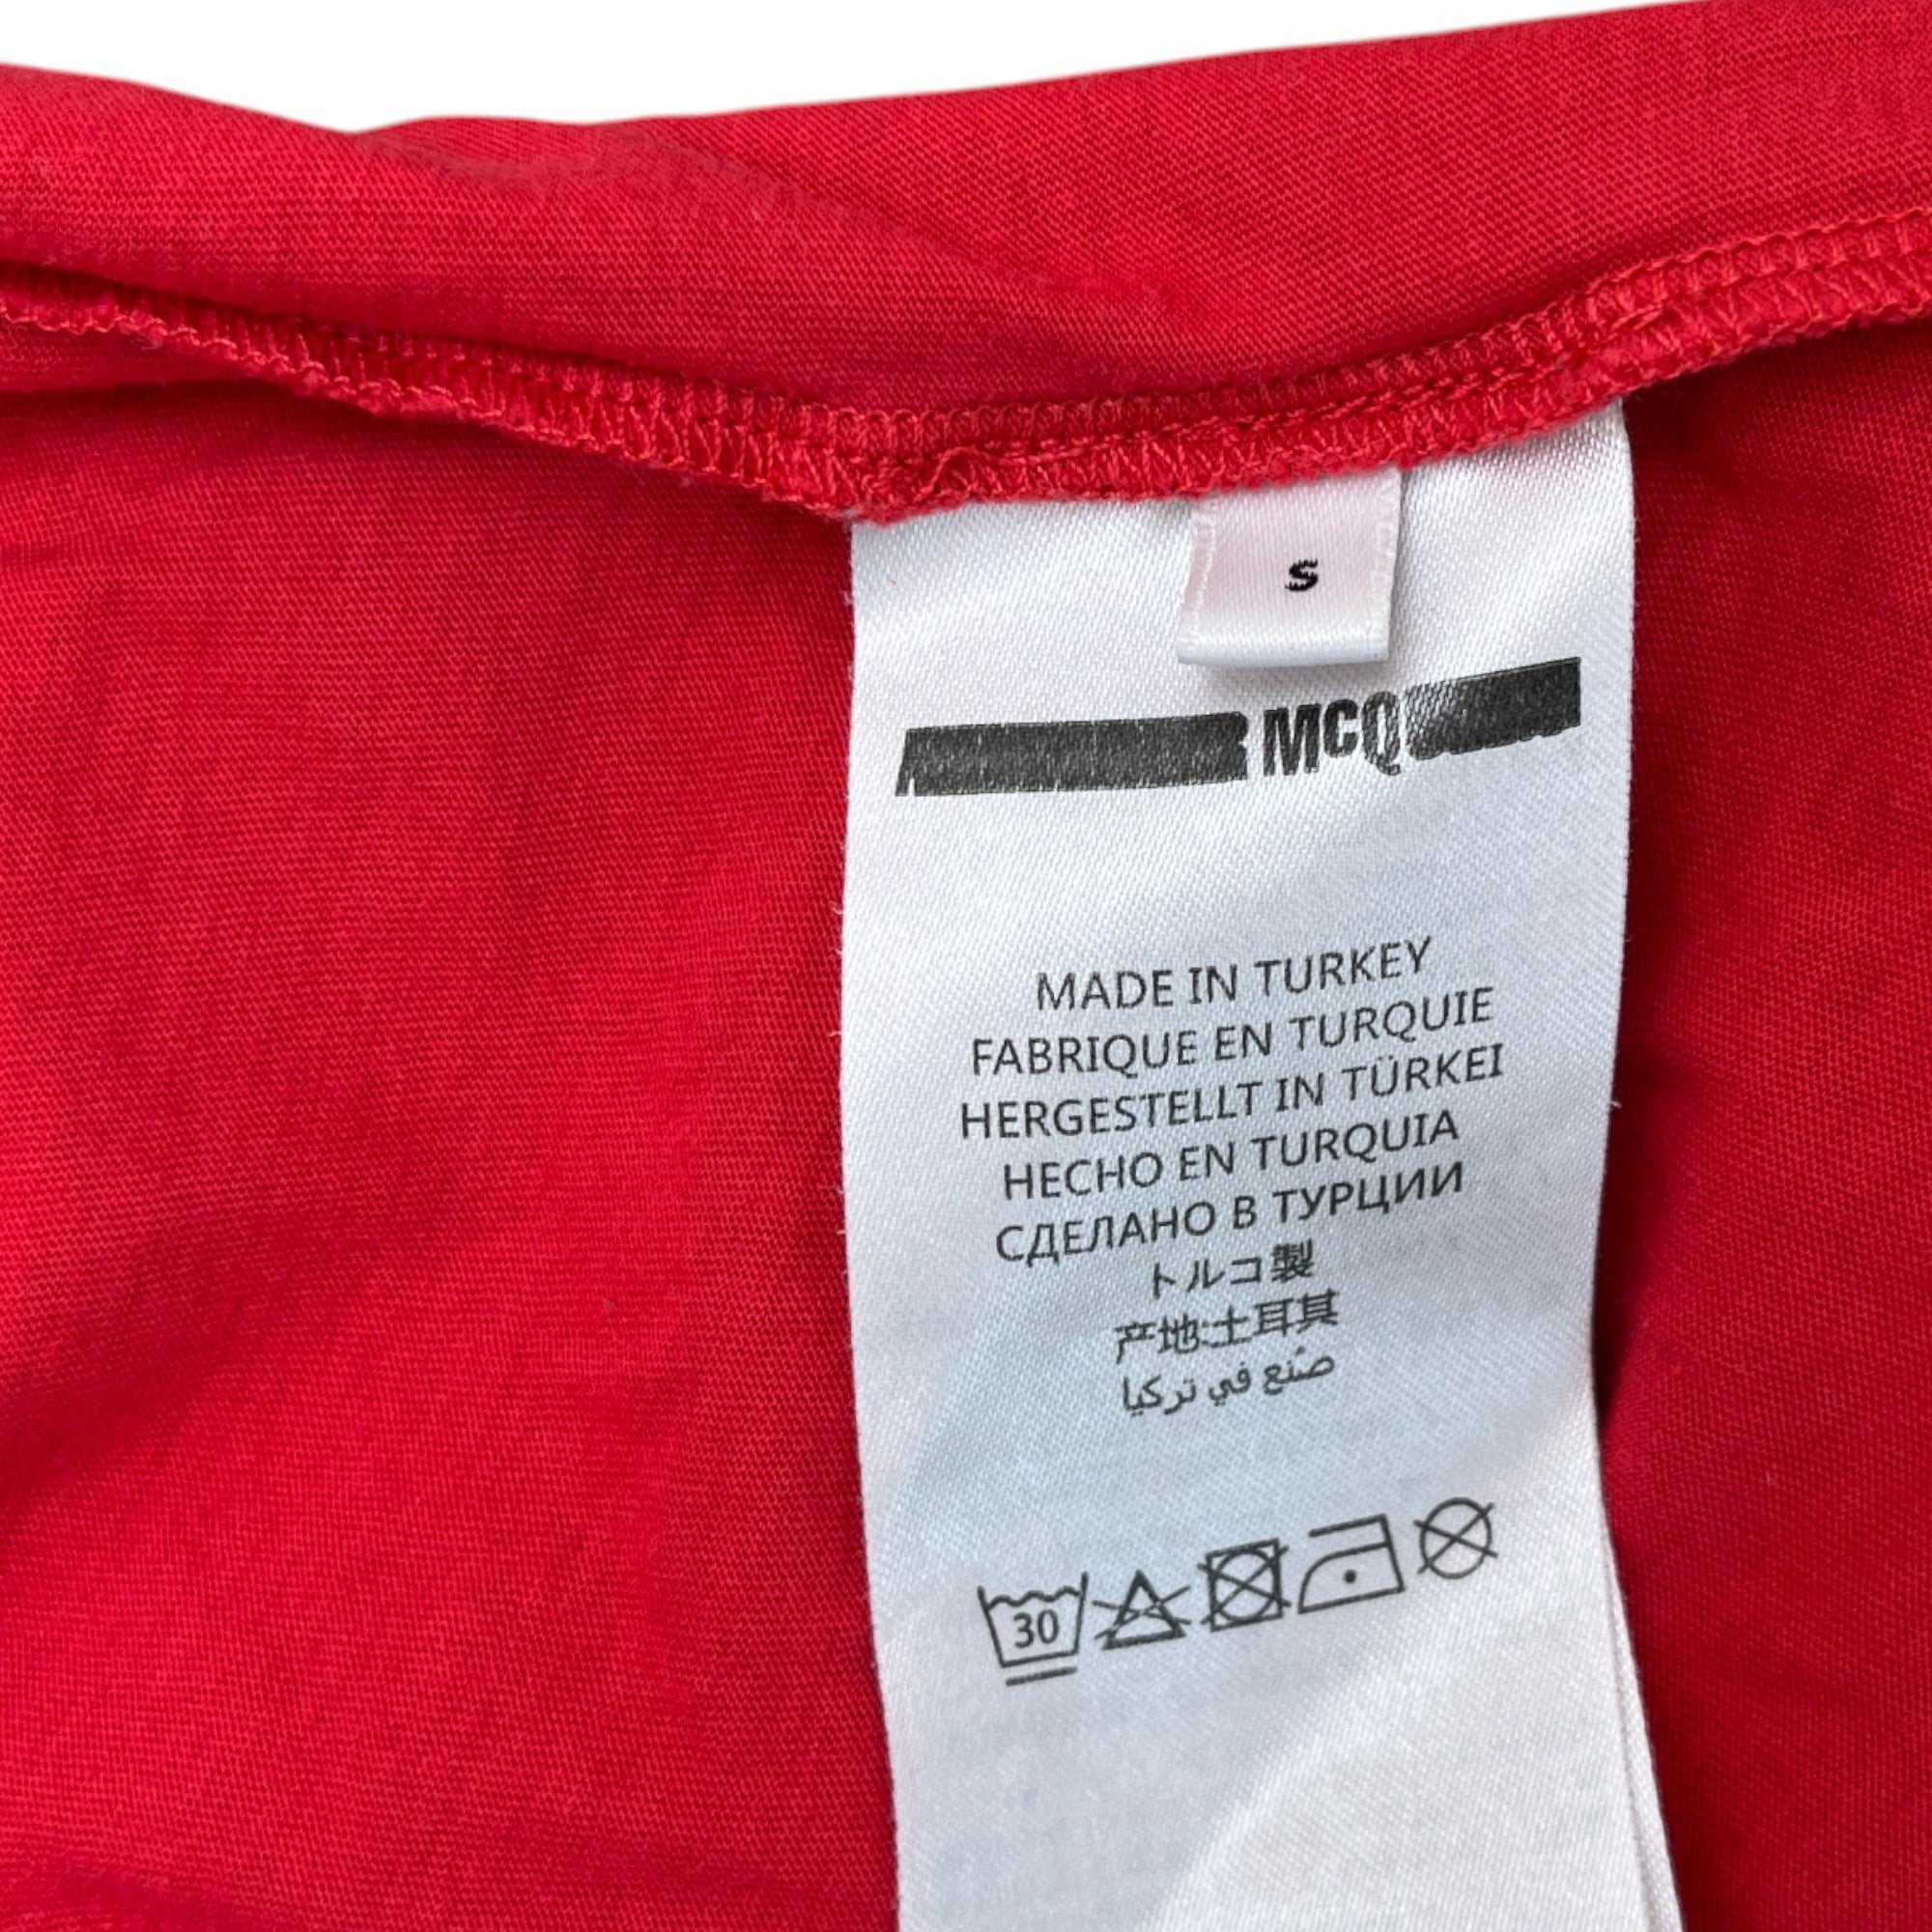 S
MCQ
MADE IN TURKEY
FABRIQUE EN TURQUIE
HERGESTELLT IN TÜRKEI
HECHO EN TURQUIA
СДЕЛАНО В ТУРЦИИ
トルコ製
产地:土耳其
صُنع في تركيا
30